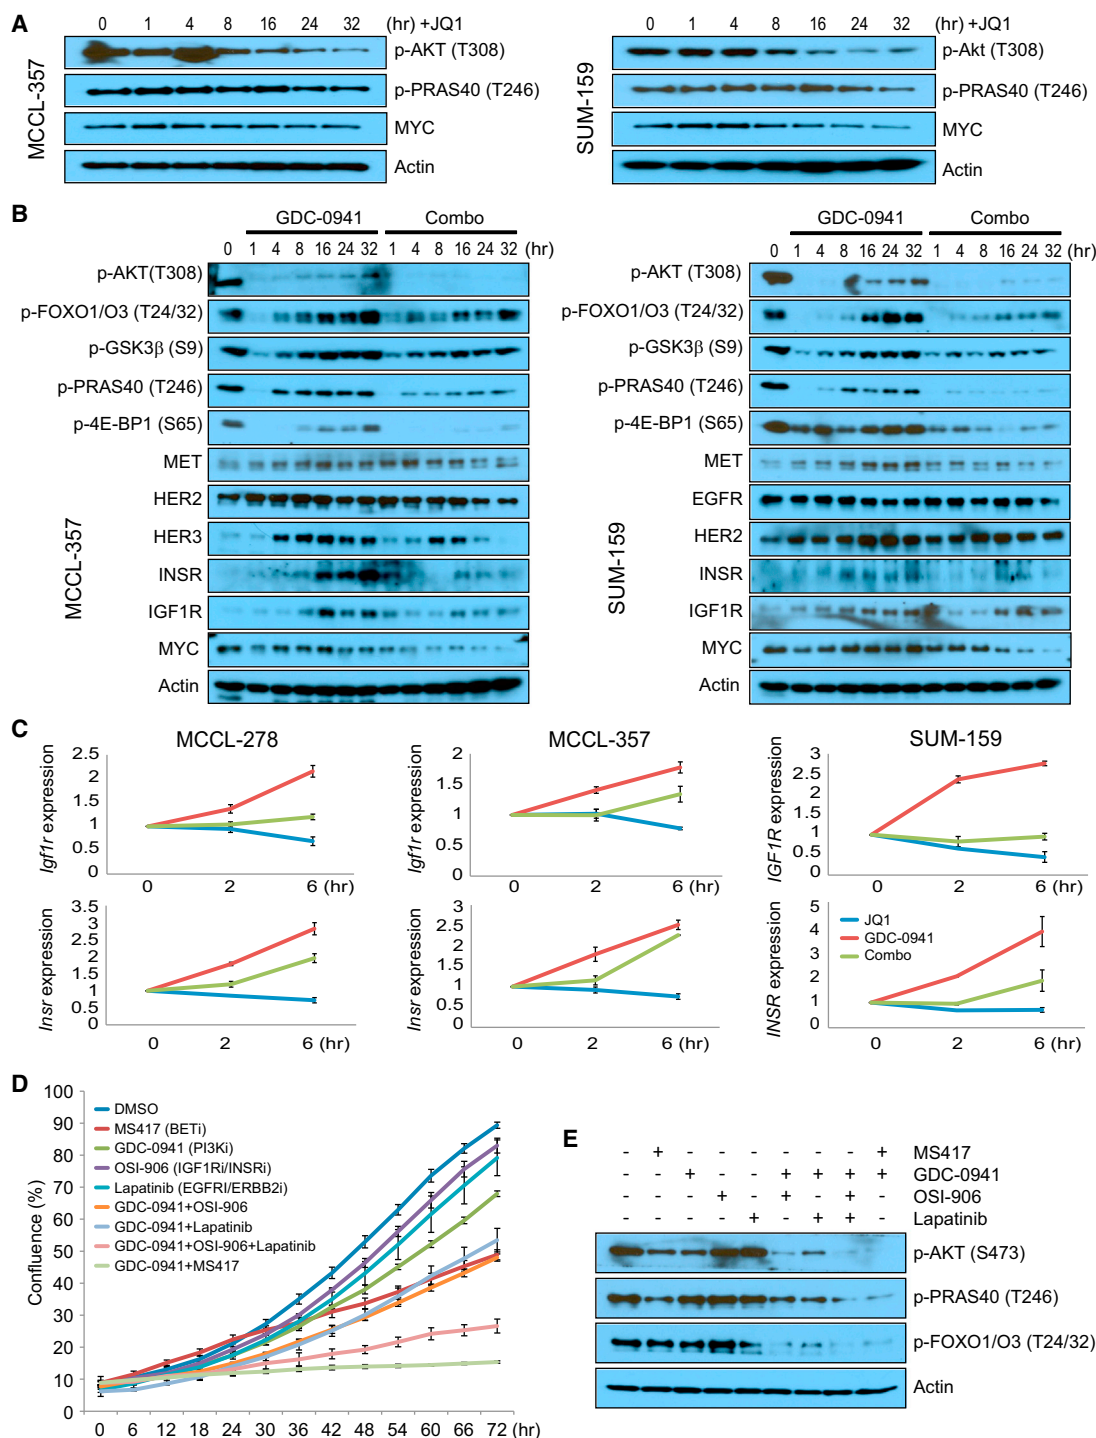 A
0 1 4 8 16 24 32 (hr) +JQ1
MCCL-357
p-AKT (T308)
p-PRAS40 (T246)
MYC
Actin
0 1 4 8 16 24 32 (hr) +JQ1
SUM-159
p-Akt (T308)
p-PRAS40 (T246)
MYC
Actin
B
GDC-0941 Combo
0 1 4 8 16 24 32 1 4 8 16 24 32 (hr)
MCCL-357
p-AKT(T308)
p-FOXO1/O3 (T24/32)
p-GSK3β (S9)
p-PRAS40 (T246)
p-4E-BP1 (S65)
MET
HER2
HER3
INSR
IGF1R
MYC
Actin
GDC-0941 Combo
0 1 4 8 16 24 32 1 4 8 16 24 32 (hr)
SUM-159
p-AKT (T308)
p-FOXO1/O3 (T24/32)
p-GSK3β (S9)
p-PRAS40 (T246)
p-4E-BP1 (S65)
MET
EGFR
HER2
INSR
IGF1R
MYC
Actin
C
MCCL-278
Igf1r expression
2.5
2
1.5
1
0.5
0
0 2 6 (hr)
MCCL-357
Igf1r expression
2
1.5
1
0.5
0
0 2 6 (hr)
SUM-159
IGF1R expression
3
2.5
2
1.5
1
0.5
0
0 2 6 (hr)
Insr expression
3.5
3
2.5
2
1.5
1
0.5
0
0 2 6 (hr)
Insr expression
3
2.5
2
1.5
1
0.5
0
0 2 6 (hr)
INSR expression
5
4
3
2
1
0
JQ1
GDC-0941
Combo
0 2 6 (hr)
D
Confluence (%)
100
90
80
70
60
50
40
30
20
10
0
DMSO
MS417 (BETi)
GDC-0941 (PI3Ki)
OSI-906 (IGF1Ri/INSRi)
Lapatinib (EGFRI/ERBB2i)
GDC-0941+OSI-906
GDC-0941+Lapatinib
GDC-0941+OSI-906+Lapatinib
GDC-0941+MS417
0 6 12 18 24 30 36 42 48 54 60 66 72 (hr)
E
- + - - - - - - + MS417
- - + - - + + + + GDC-0941
- - - + - + - + - OSI-906
- - - - + - + + - Lapatinib
p-AKT (S473)
p-PRAS40 (T246)
p-FOXO1/O3 (T24/32)
Actin